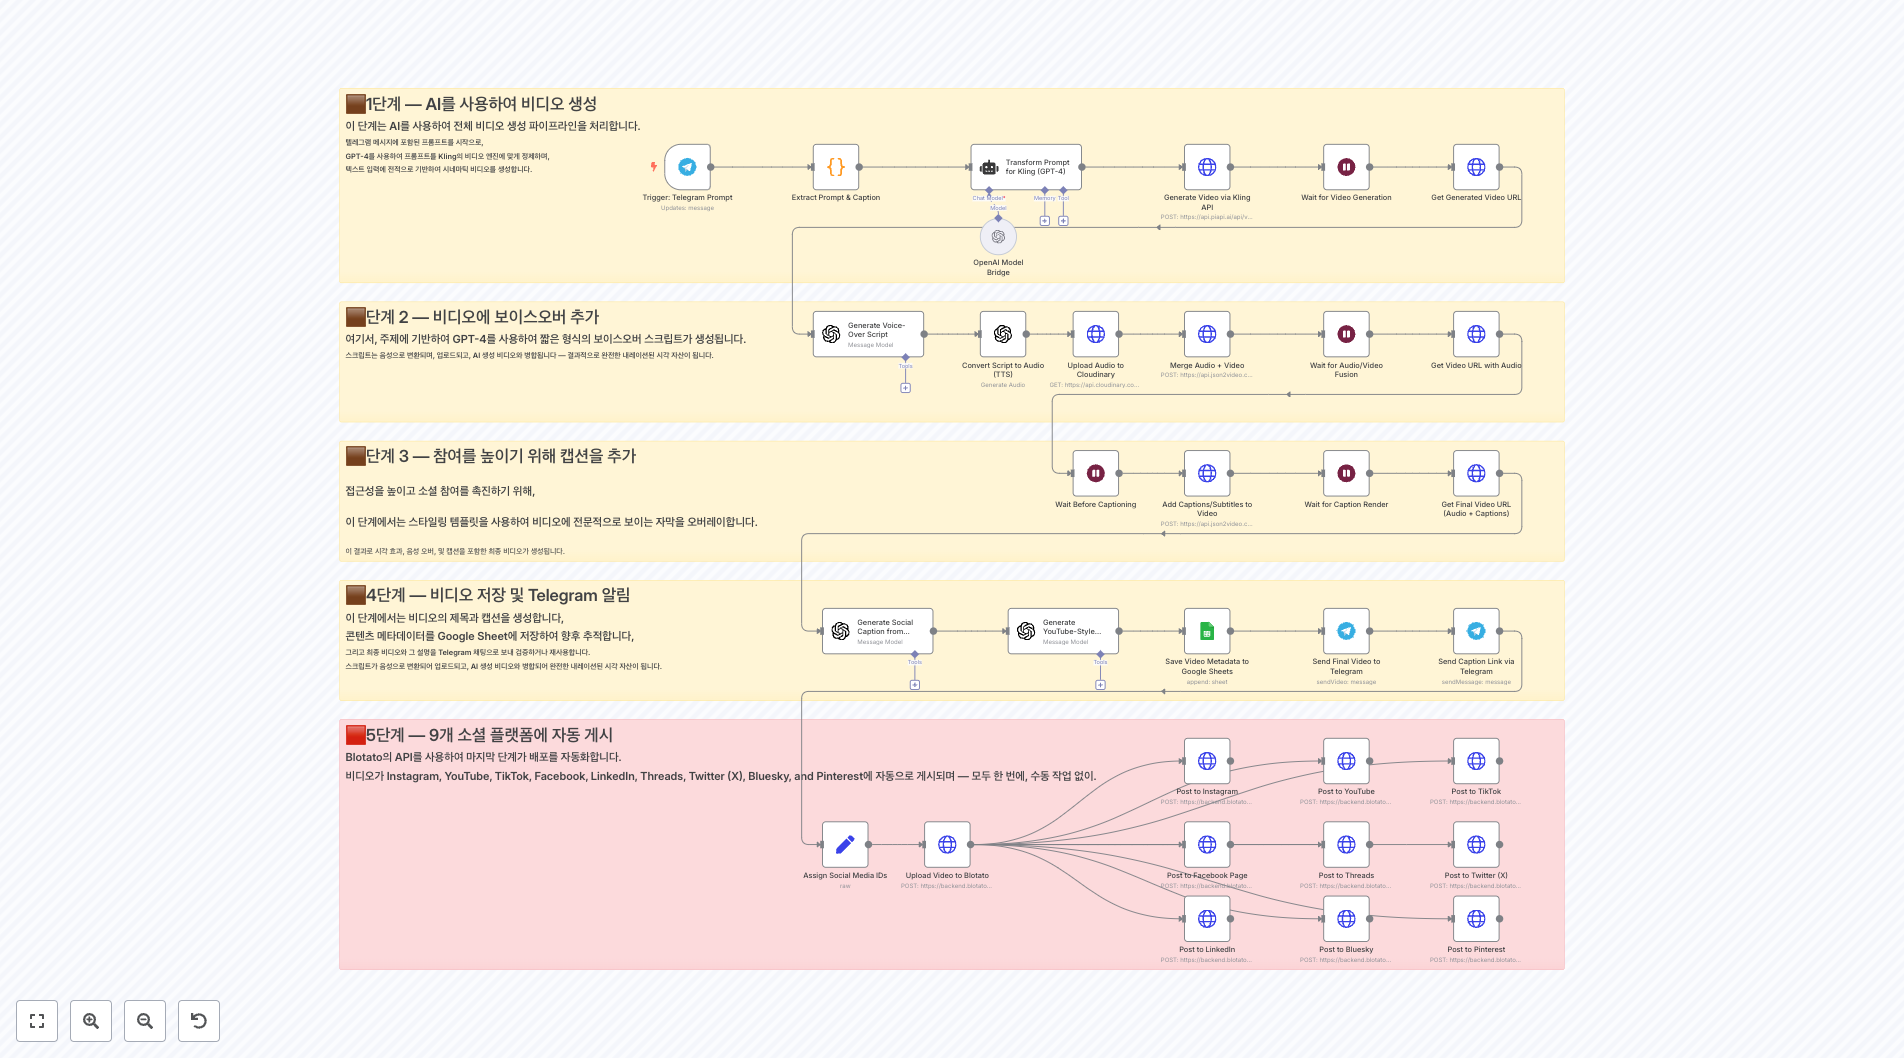 1단계 — AI를 사용하여 비디오 생성
이 단계는 AI를 사용하여 전체 비디오 생성 파이프라인을 처리합니다.
텔레그램 메시지에 포함된 프롬프트를 시작으로,
GPT-4를 사용하여 프롬프트를 Kling의 비디오 엔진에 맞게 정제하며,
텍스트 입력에 전적으로 기반하여 시네마틱 비디오를 생성합니다.
Trigger: Telegram Prompt
Updates: message
Extract Prompt & Caption
Transform Prompt
for Kling (GPT-4)
Chat Model*
Model
Memory
Tool
OpenAI Model
Bridge
Generate Video via Kling
API
POST: https://api.piapi.ai/api/v...
Wait for Video Generation
Get Generated Video URL
단계 2 — 비디오에 보이스오버 추가
여기서, 주제에 기반하여 GPT-4를 사용하여 짧은 형식의 보이스오버 스크립트가 생성됩니다.
스크립트는 음성으로 변환되며, 업로드되고, AI 생성 비디오와 병합됩니다 — 결과적으로 완전한 내레이션된 시각 자산이 됩니다.
Generate Voice-
Over Script
Message Model
Tools
Convert Script to Audio
(TTS)
Generate Audio
Upload Audio to
Cloudinary
GET: https://api.cloudinary.co...
Merge Audio + Video
POST: https://api.json2video.c...
Wait for Audio/Video
Fusion
Get Video URL with Audio
단계 3 — 참여를 높이기 위해 캡션을 추가
접근성을 높이고 소셜 참여를 촉진하기 위해,
이 단계에서는 스타일링 템플릿을 사용하여 비디오에 전문적으로 보이는 자막을 오버레이합니다.
이 결과로 시각 효과, 음성 오버, 및 캡션을 포함한 최종 비디오가 생성됩니다.
Wait Before Captioning
Add Captions/Subtitles to
Video
POST: https://api.json2video.c...
Wait for Caption Render
Get Final Video URL
(Audio + Captions)
4단계 — 비디오 저장 및 Telegram 알림
이 단계에서는 비디오의 제목과 캡션을 생성합니다,
콘텐츠 메타데이터를 Google Sheet에 저장하여 향후 추적합니다,
그리고 최종 비디오와 그 설명을 Telegram 채팅으로 보내 검증하거나 재사용합니다.
스크립트가 음성으로 변환되어 업로드되고, AI 생성 비디오와 병합되어 완전한 내레이션된 시각 자산이 됩니다.
Generate Social
Caption from...
Message Model
Tools
Generate
YouTube-Style...
Message Model
Tools
Save Video Metadata to
Google Sheets
append: sheet
Send Final Video to
Telegram
sendVideo: message
Send Caption Link via
Telegram
sendMessage: message
5단계 — 9개 소셜 플랫폼에 자동 게시
Blotato의 API를 사용하여 마지막 단계가 배포를 자동화합니다.
비디오가 Instagram, YouTube, TikTok, Facebook, LinkedIn, Threads, Twitter (X), Bluesky, and Pinterest에 자동으로 게시되며 — 모두 한 번에, 수동 작업 없이.
Assign Social Media IDs
raw
Upload Video to Blotato
POST: https://backend.blotato...
Post to Instagram
POST: https://backend.blotato...
Post to YouTube
POST: https://backend.blotato...
Post to TikTok
POST: https://backend.blotato...
Post to Facebook Page
POST: https://backend.blotato...
Post to Threads
POST: https://backend.blotato...
Post to Twitter (X)
POST: https://backend.blotato...
Post to LinkedIn
POST: https://backend.blotato...
Post to Bluesky
POST: https://backend.blotato...
Post to Pinterest
POST: https://backend.blotato...